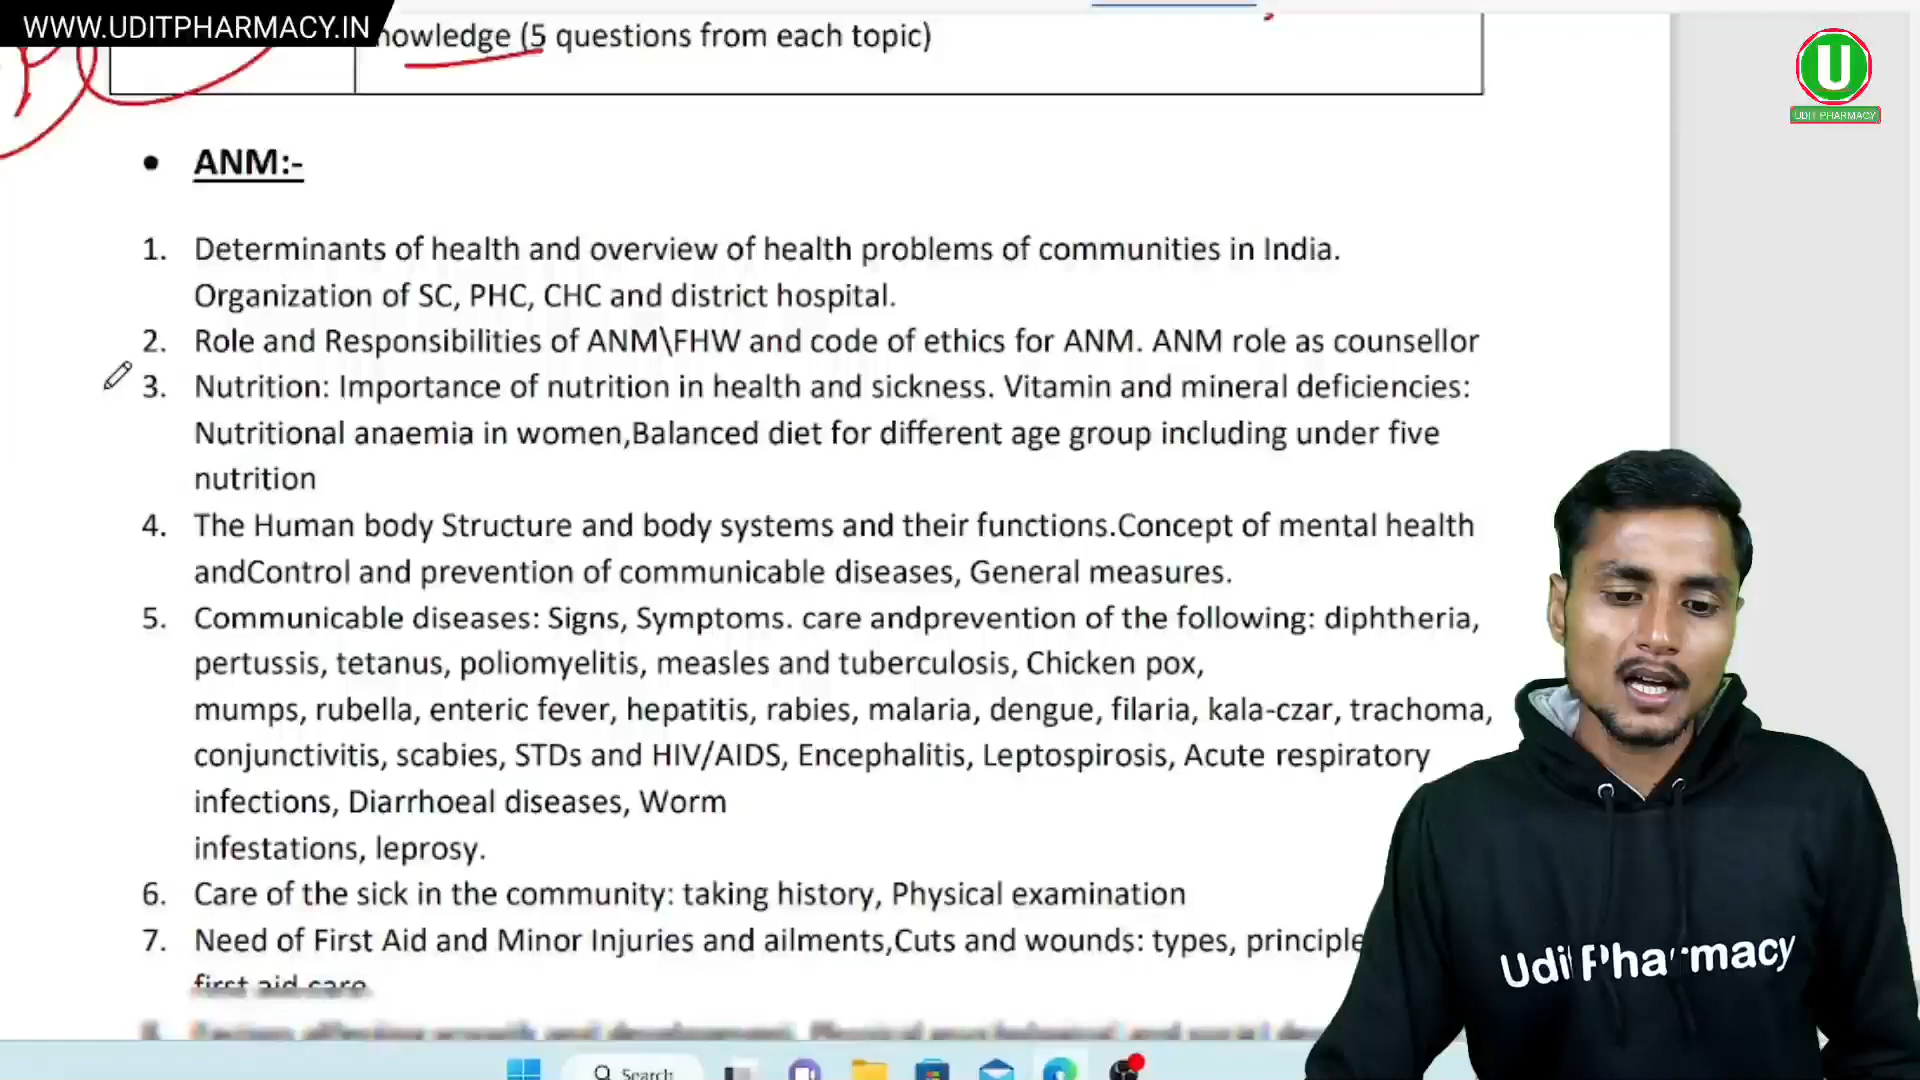 WWW.UDITPHARMACY.IN
nowledge (5 questions from each topic)
U
UDIT PHARMACY
• ANM:-
1. Determinants of health and overview of health problems of communities in India.
Organization of SC, PHC, CHC and district hospital.
2. Role and Responsibilities of ANM\FHW and code of ethics for ANM. ANM role as counsellor
3. Nutrition: Importance of nutrition in health and sickness. Vitamin and mineral deficiencies:
Nutritional anaemia in women,Balanced diet for different age group including under five
nutrition
4. The Human body Structure and body systems and their functions.Concept of mental health
andControl and prevention of communicable diseases, General measures.
5. Communicable diseases: Signs, Symptoms. care andprevention of the following: diphtheria,
pertussis, tetanus, poliomyelitis, measles and tuberculosis, Chicken pox,
mumps, rubella, enteric fever, hepatitis, rabies, malaria, dengue, filaria, kala-czar, trachoma,
conjunctivitis, scabies, STDs and HIV/AIDS, Encephalitis, Leptospirosis, Acute respiratory
infections, Diarrhoeal diseases, Worm
infestations, leprosy.
6. Care of the sick in the community: taking history, Physical examination
7. Need of First Aid and Minor Injuries and ailments,Cuts and wounds: types, principle
first aid care
Udit Pharmacy
Search